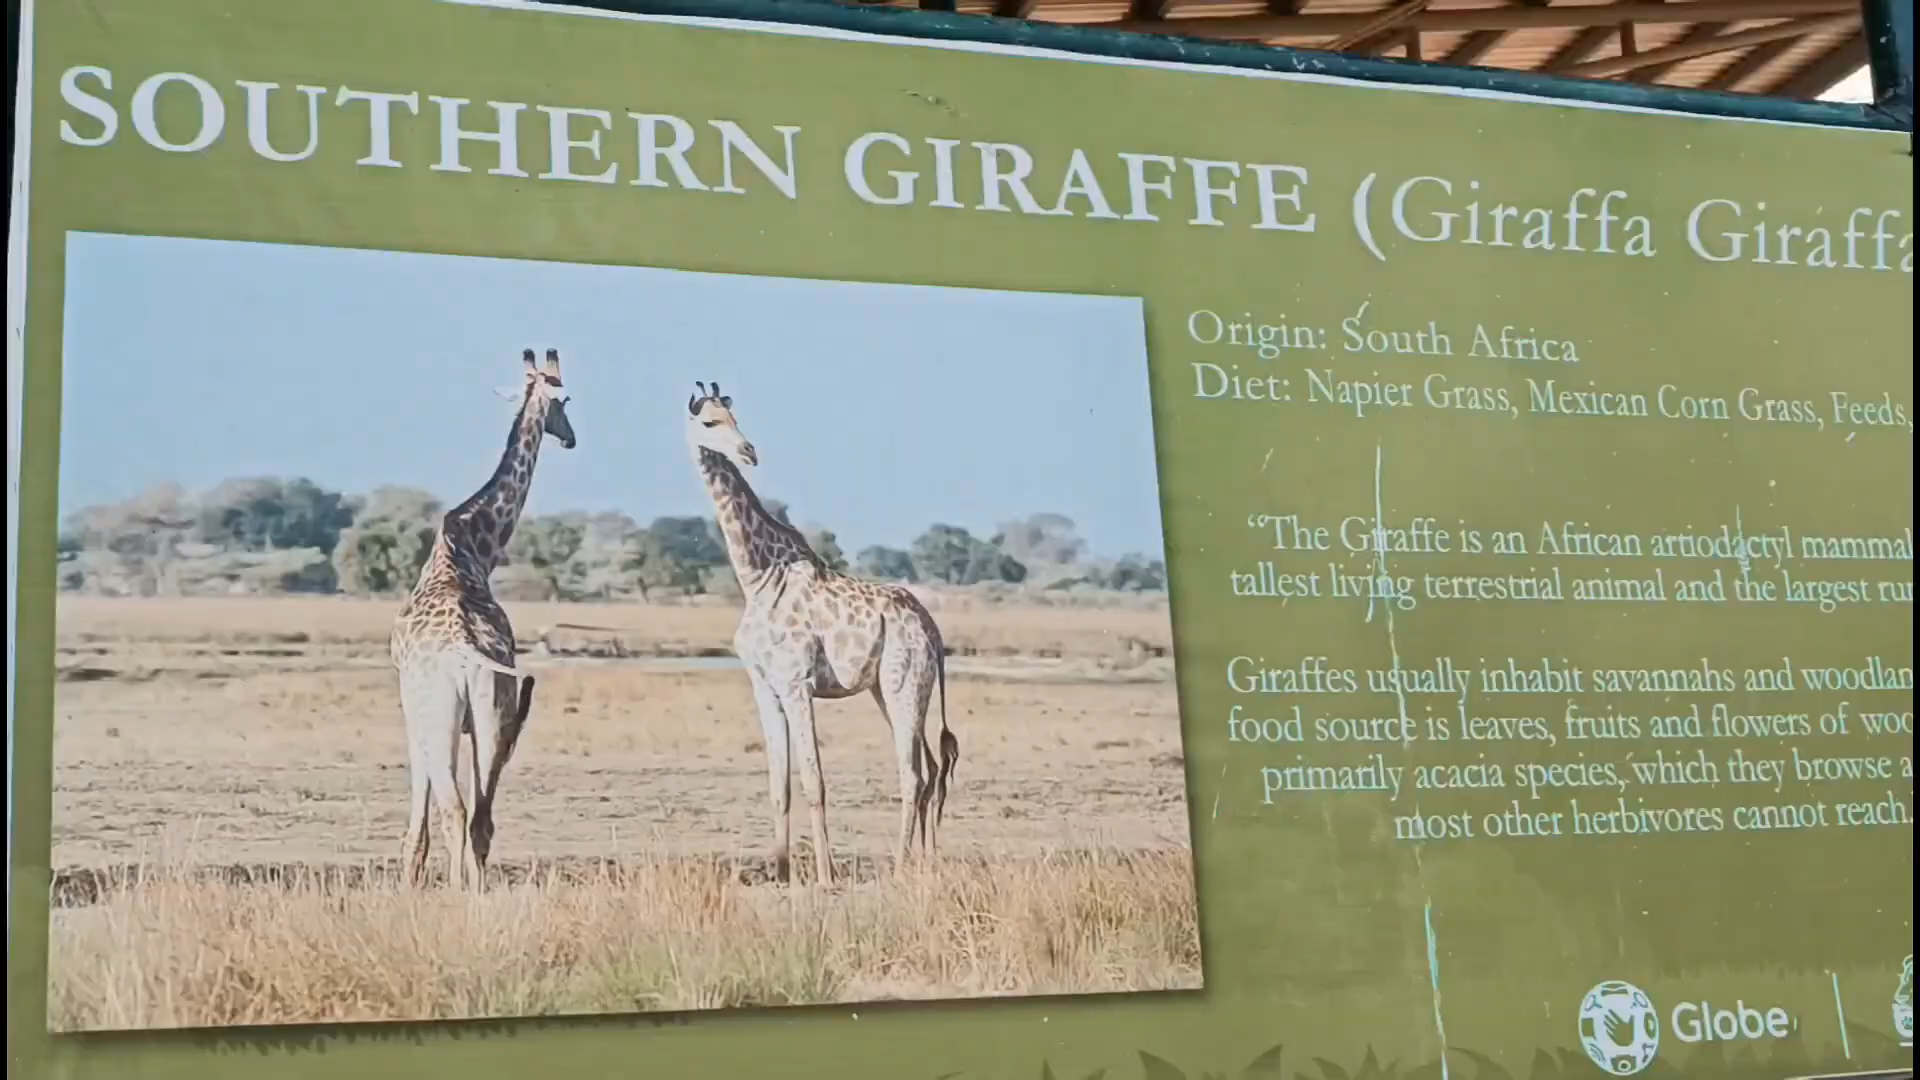 SOUTHERN GIRAFFE (Giraffa Giraffa
Origin: South Africa
Diet: Napier Grass, Mexican Corn Grass, Feeds,
“The Giraffe is an African artiodactyl mammal
tallest living terrestrial animal and the largest
Giraffes usually inhabit savannahs and
food source is leaves, fruits and flowers of
primarily acacia species, which they browse
most other herbivores cannot reach.
Globe